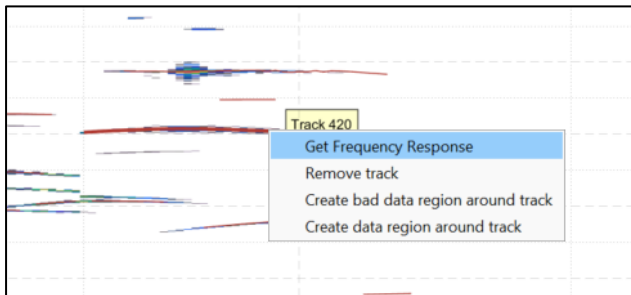 Track 420
Get Frequency Response
Remove track
Create bad data region around track
Create data region around track